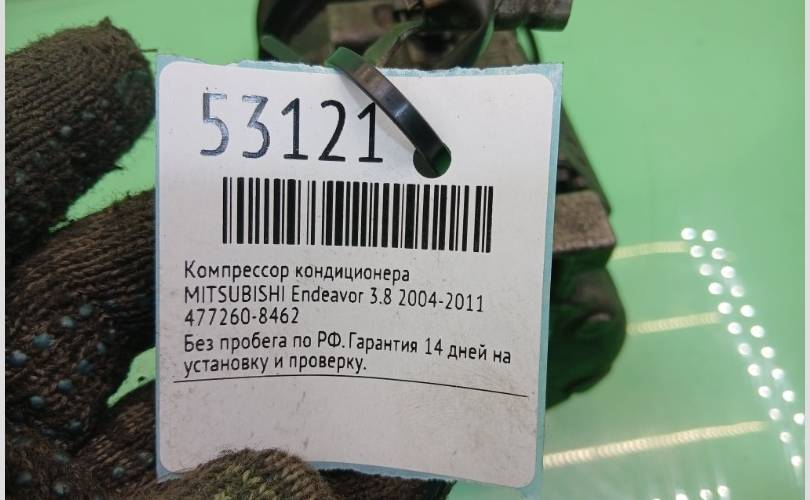 53121
Компрессор кондиционера
MITSUBISHI Endeavor 3.8 2004-2011
477260-8462
Без пробега по РФ. Гарантия 14 дней на
установку и проверку.